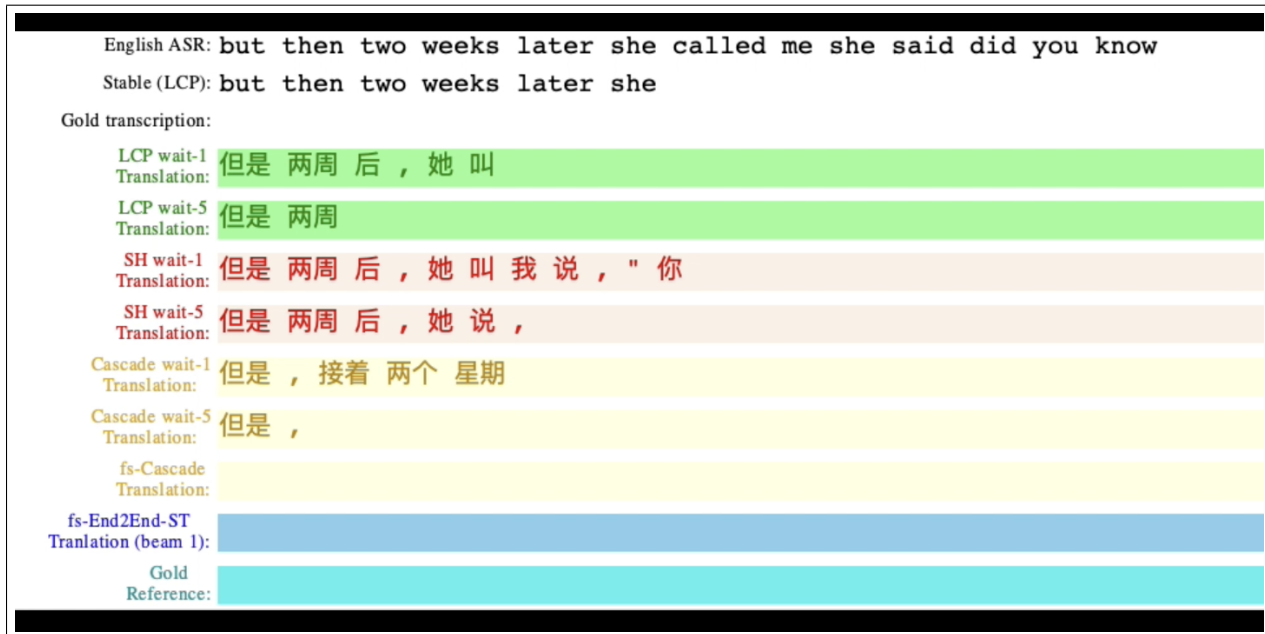 English ASR: but then two weeks later she called me she said did you know
Stable (LCP): but then two weeks later she
Gold transcription:
LCP wait-1
Translation: 但是 两周 后 , 她 叫
LCP wait-5
Translation: 但是 两周
SH wait-1
Translation: 但是 两周 后 , 她 叫 我 说 , " 你
SH wait-5
Translation: 但是 两周 后 , 她 说 ,
Cascade wait-1
Translation: 但是 , 接着 两个 星期
Cascade wait-5
Translation: 但是 ,
fs-Cascade
Translation:
fs-End2End-ST
Tranlation (beam 1):
Gold
Reference: